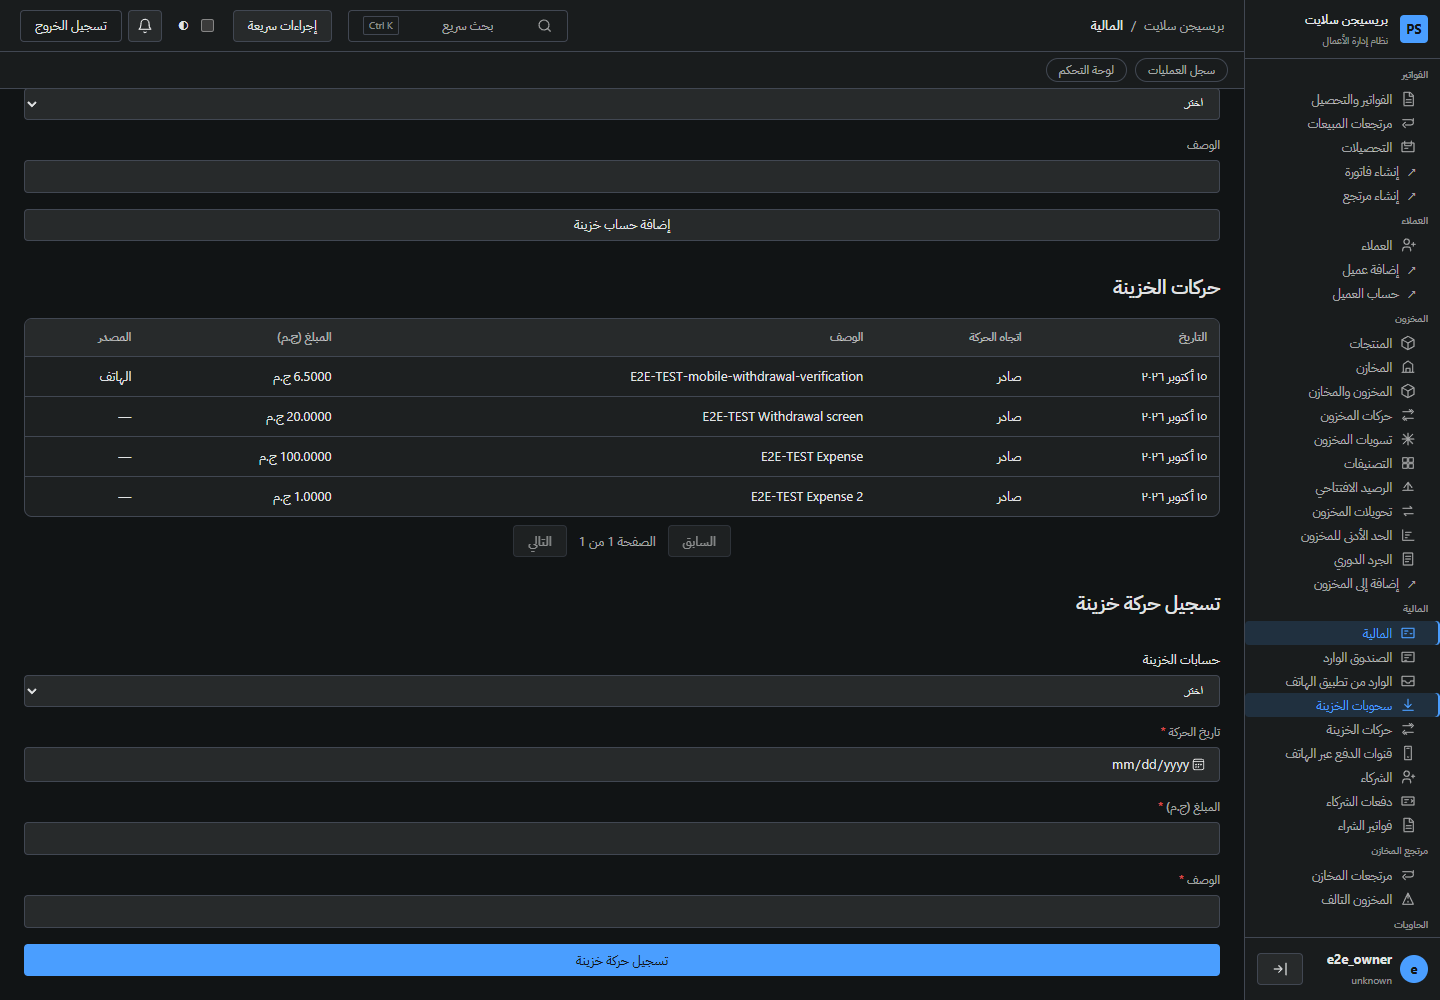 PS
بريسيجن سلايت
نظام إدارة الأعمال
الفواتير
الفواتير والتحصيل
مرتجعات المبيعات
التحصيلات
إنشاء فاتورة
إنشاء مرتجع
العملاء
العملاء
إضافة عميل
حساب العميل
المخزون
المنتجات
المخازن
المخزون والمخازن
حركات المخزون
تسويات المخزون
التصنيفات
الرصيد الافتتاحي
تحويلات المخزون
الحد الأدنى للمخزون
الجرد الدوري
إضافة إلى المخزون
المالية
المالية
الصندوق الوارد
الوارد من تطبيق الهاتف
سحوبات الخزينة
حركات الخزينة
قنوات الدفع عبر الهاتف
الشركاء
دفعات الشركاء
فواتير الشراء
مرتجع المخازن
مرتجعات المخازن
المخزون التالف
الحاويات
e2e_owner
unknown
e
بريسيجن سلايت / المالية
بحث سريع Ctrl K
إجراءات سريعة
تسجيل الخروج
سجل العمليات
لوحة التحكم
اختر
الوصف
إضافة حساب خزينة
حركات الخزينة
التاريخ اتجاه الحركة الوصف المبلغ (ج.م) المصدر
١٥ أكتوبر ٢٠٢٦ صادر E2E-TEST-mobile-withdrawal-verification 6.5000 ج.م الهاتف
١٥ أكتوبر ٢٠٢٦ صادر E2E-TEST Withdrawal screen 20.0000 ج.م —
١٥ أكتوبر ٢٠٢٦ صادر E2E-TEST Expense 100.0000 ج.م —
١٥ أكتوبر ٢٠٢٦ صادر E2E-TEST Expense 2 1.0000 ج.م —
السابق الصفحة 1 من 1 التالي
تسجيل حركة خزينة
حسابات الخزينة
اختر
تاريخ الحركة *
mm/dd/yyyy
المبلغ (ج.م) *
الوصف *
تسجيل حركة خزينة